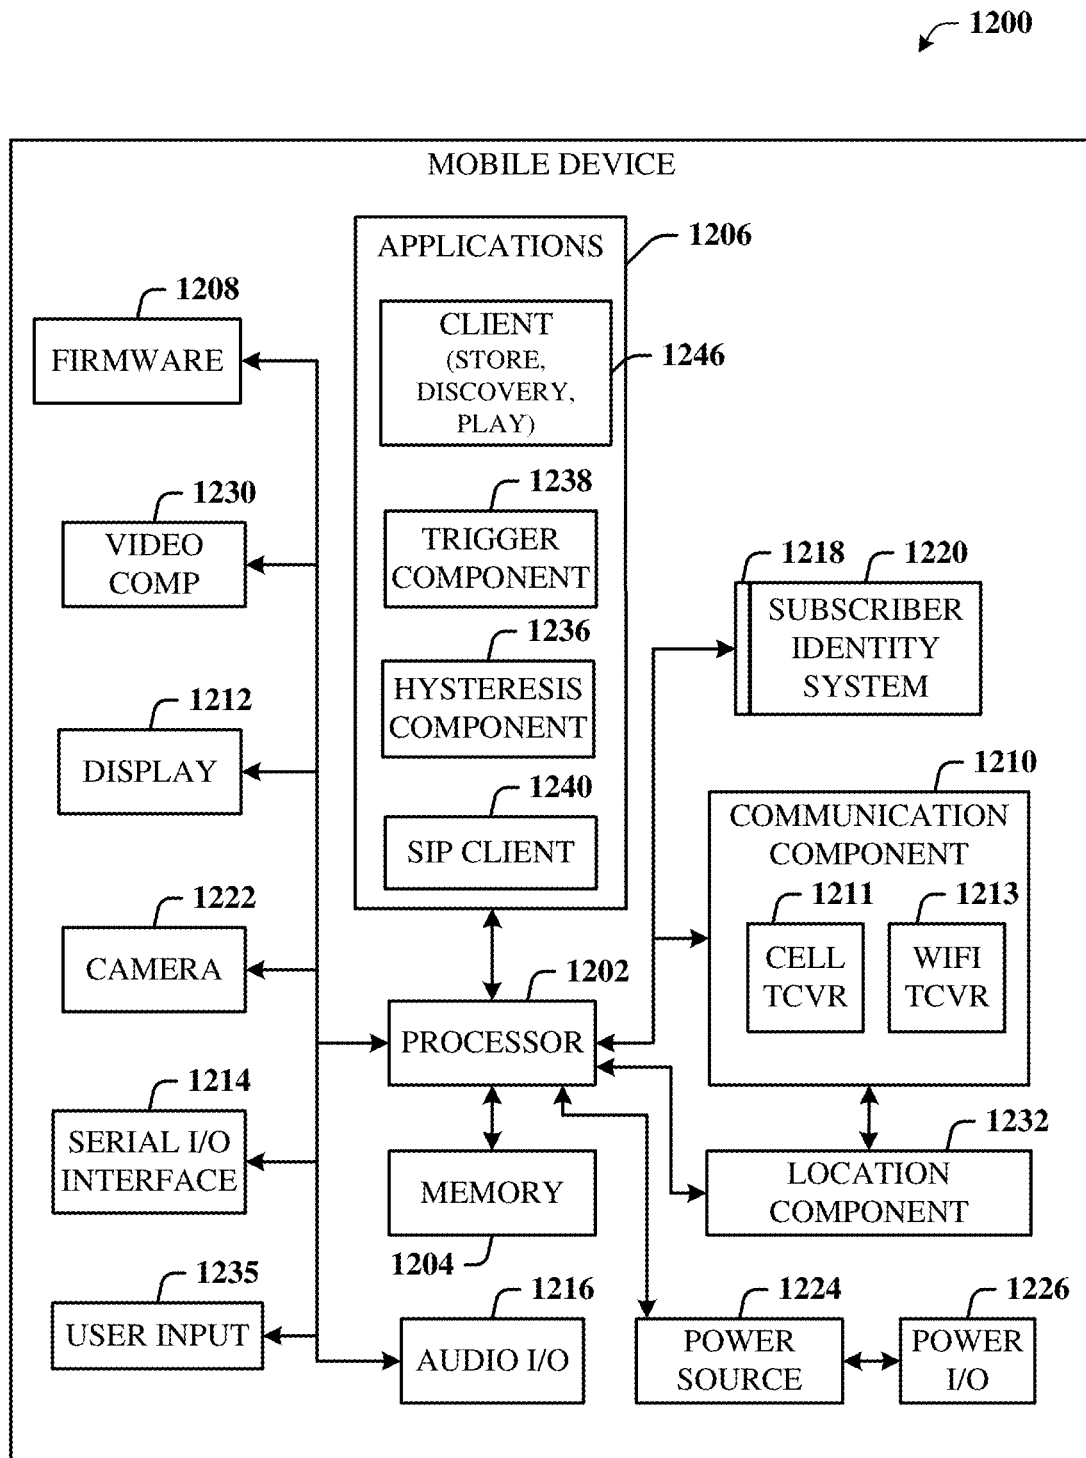 1200
MOBILE DEVICE
APPLICATIONS
1206
CLIENT
(STORE,
DISCOVERY,
PLAY)
1246
1238
TRIGGER
COMPONENT
1236
HYSTERESIS
COMPONENT
1240
SIP CLIENT
1208
FIRMWARE
1230
VIDEO
COMP
1212
DISPLAY
1222
CAMERA
1214
SERIAL I/O
INTERFACE
1235
USER INPUT
1202
PROCESSOR
MEMORY
1204
1216
AUDIO I/O
1218
1220
SUBSCRIBER
IDENTITY
SYSTEM
1210
COMMUNICATION
COMPONENT
1211
CELL
TCVR
1213
WIFI
TCVR
1232
LOCATION
COMPONENT
1224
POWER
SOURCE
1226
POWER
I/O